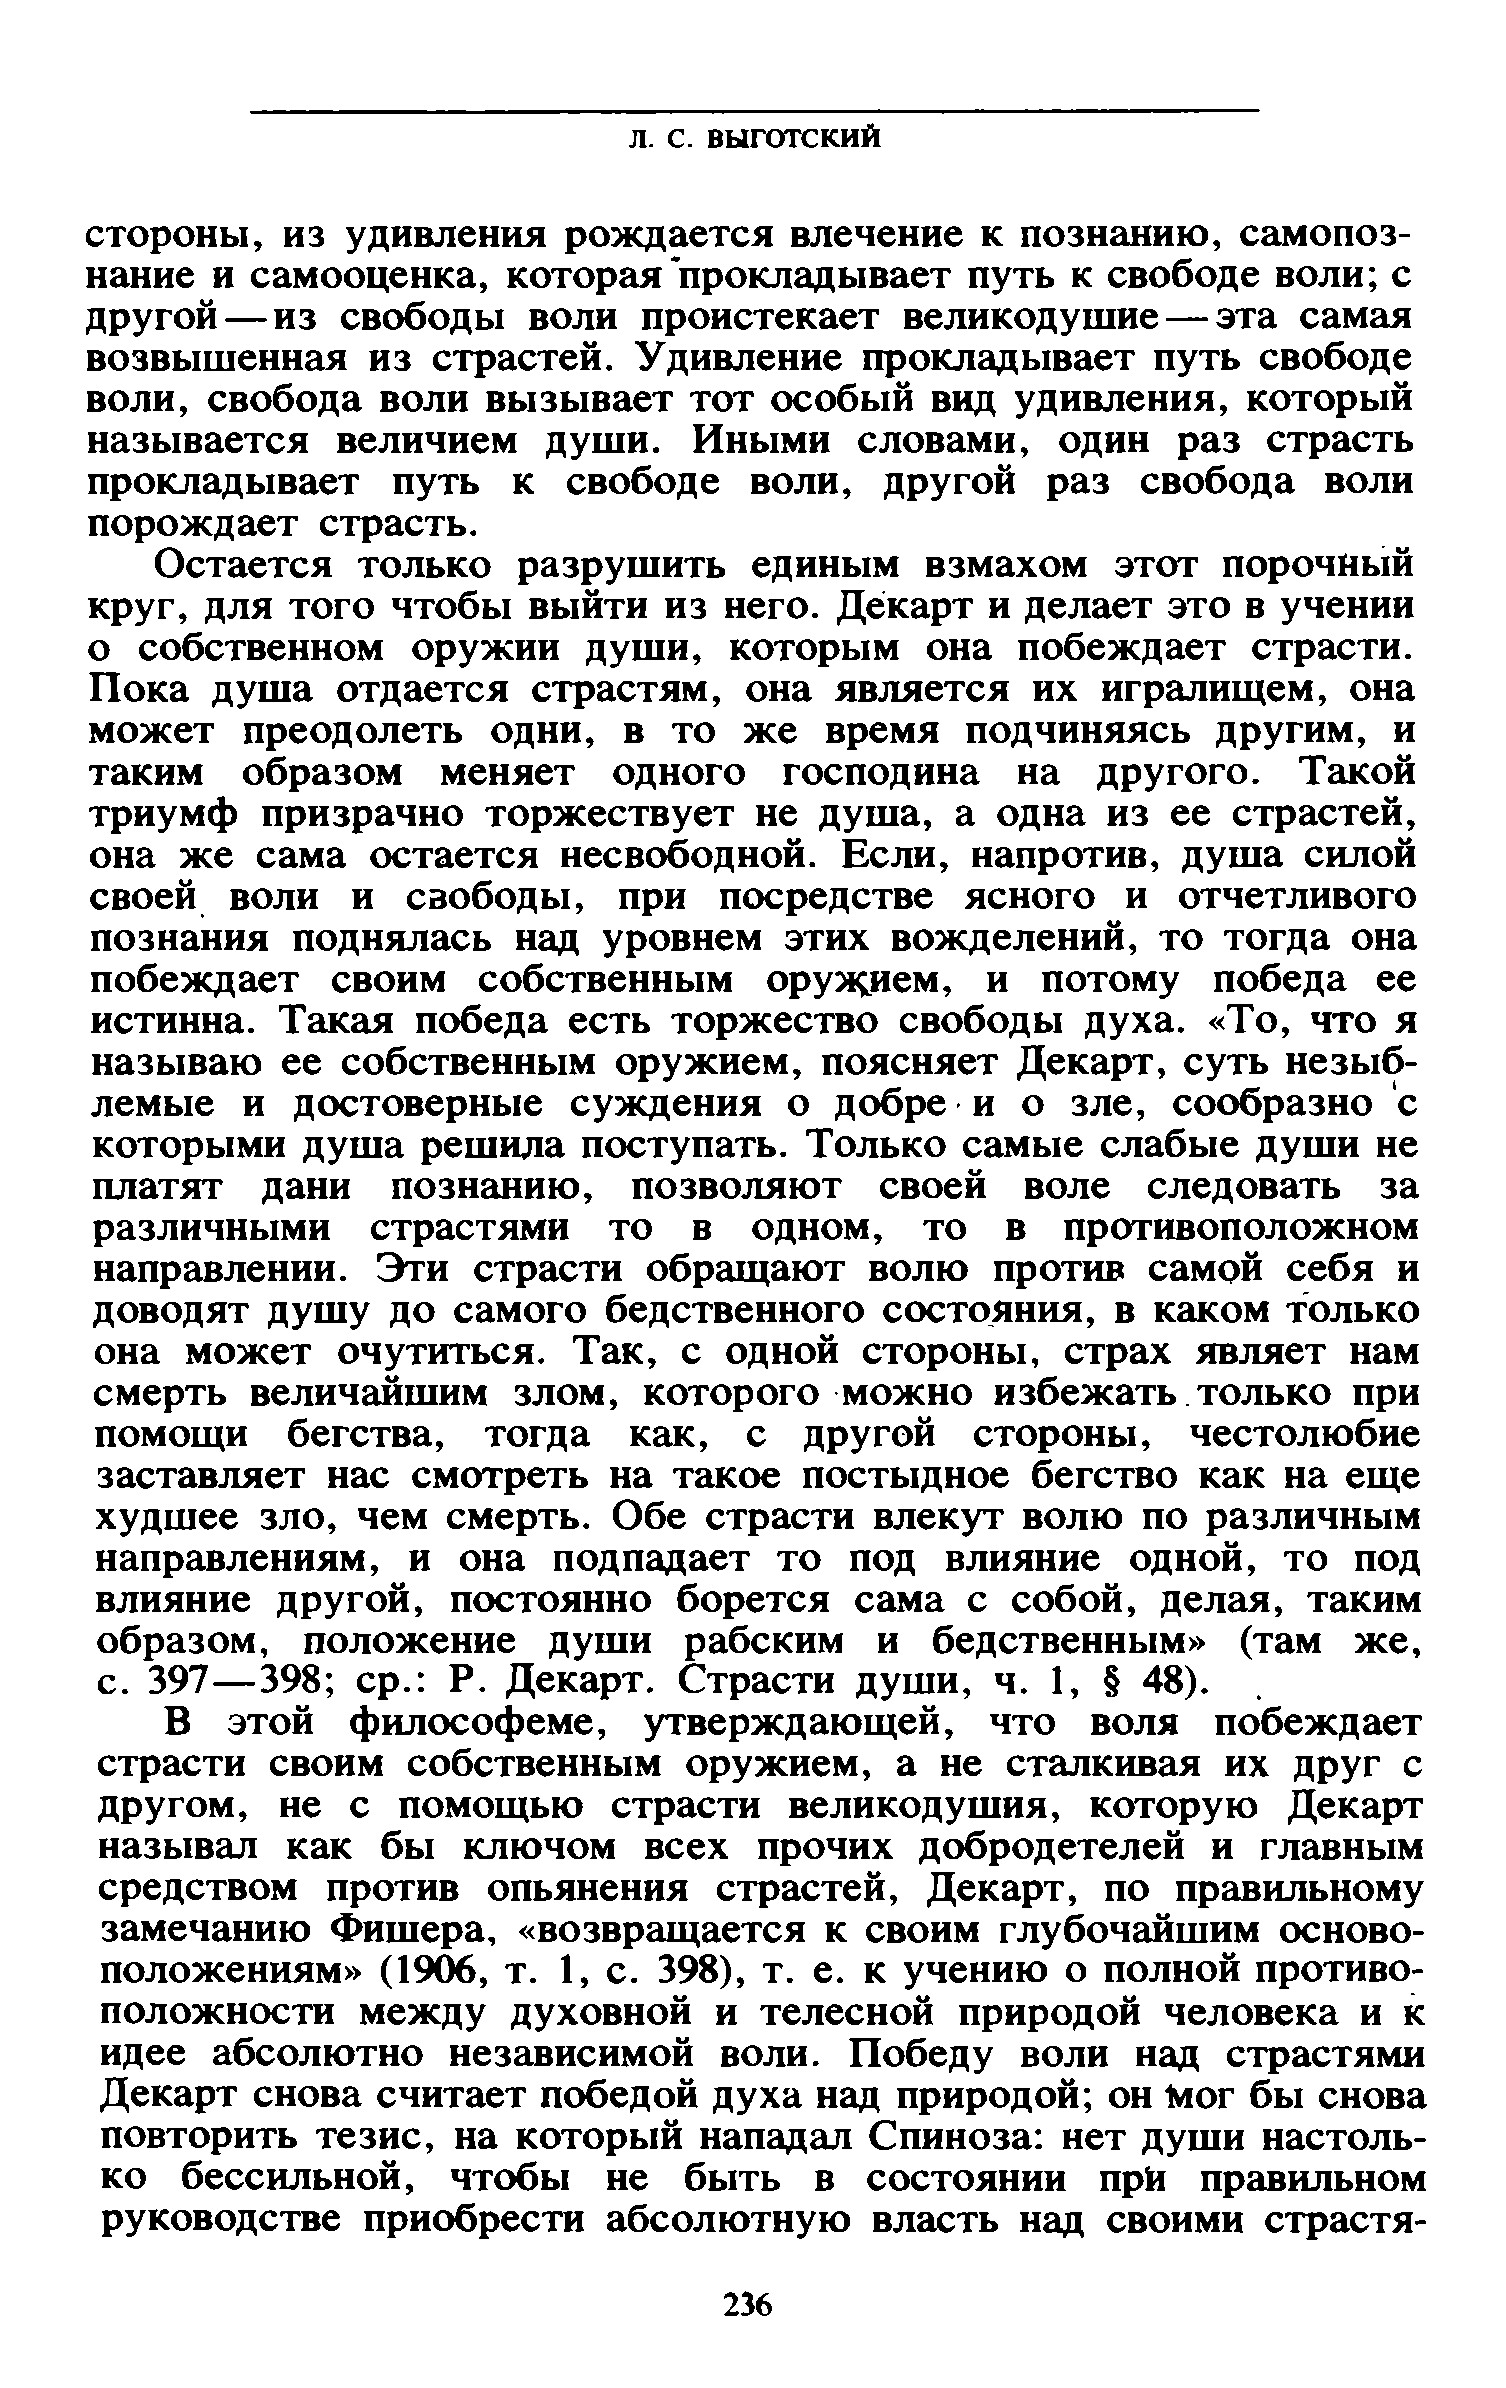 Л. С. ВЫГОТСКИЙ
стороны, из удивления рождается влечение к познанию, самопоз-
нание и самооценка, которая прокладывает путь к свободе воли; с
другой — из свободы воли проистекает великодушие — эта самая
возвышенная из страстей. Удивление прокладывает путь свободе
воли, свобода воли вызывает тот особый вид удивления, который
называется величием души. Иными словами, один раз страсть
прокладывает путь к свободе воли, другой раз свобода воли
порождает страсть.
Остается только разрушить единым взмахом этот порочный
круг, для того чтобы выйти из него. Декарт и делает это в учении
о собственном оружии души, которым она побеждает страсти.
Пока душа отдается страстям, она является их игралищем, она
может преодолеть одни, в то же время подчиняясь другим, и
таким образом меняет одного господина на другого. Такой
триумф призрачно торжествует не душа, а одна из ее страстей,
она же сама остается несвободной. Если, напротив, душа силой
своей воли и свободы, при посредстве ясного и отчетливого
познания поднялась над уровнем этих вожделений, то тогда она
побеждает своим собственным оружием, и потому победа ее
истинна. Такая победа есть торжество свободы духа. «То, что я
называю ее собственным оружием, поясняет Декарт, суть незыб-
лемые и достоверные суждения о добре и о зле, сообразно с
которыми душа решила поступать. Только самые слабые души не
платят дани познанию, позволяют своей воле следовать за
различными страстями то в одном, то в противоположном
направлении. Эти страсти обращают волю против самой себя и
доводят душу до самого бедственного состояния, в каком только
она может очутиться. Так, с одной стороны, страх являет нам
смерть величайшим злом, которого можно избежать только при
помощи бегства, тогда как, с другой стороны, честолюбие
заставляет нас смотреть на такое постыдное бегство как на еще
худшее зло, чем смерть. Обе страсти влекут волю по различным
направлениям, и она подпадает то под влияние одной, то под
влияние другой, постоянно борется сама с собой, делая, таким
образом, положение души рабским и бедственным» (там же,
с. 397—398; ср.: Р. Декарт. Страсти души, ч. 1, § 48).
В этой философеме, утверждающей, что воля побеждает
страсти своим собственным оружием, а не сталкивая их друг с
другом, не с помощью страсти великодушия, которую Декарт
называл как бы ключом всех прочих добродетелей и главным
средством против опьянения страстей, Декарт, по правильному
замечанию Фишера, «возвращается к своим глубочайшим осново-
положениям» (1906, т. 1, с. 398), т. е. к учению о полной противо-
положности между духовной и телесной природой человека и к
идее абсолютно независимой воли. Победу воли над страстями
Декарт снова считает победой духа над природой; он мог бы снова
повторить тезис, на который нападал Спиноза: нет души настоль-
ко бессильной, чтобы не быть в состоянии при правильном
руководстве приобрести абсолютную власть над своими страстя-
236